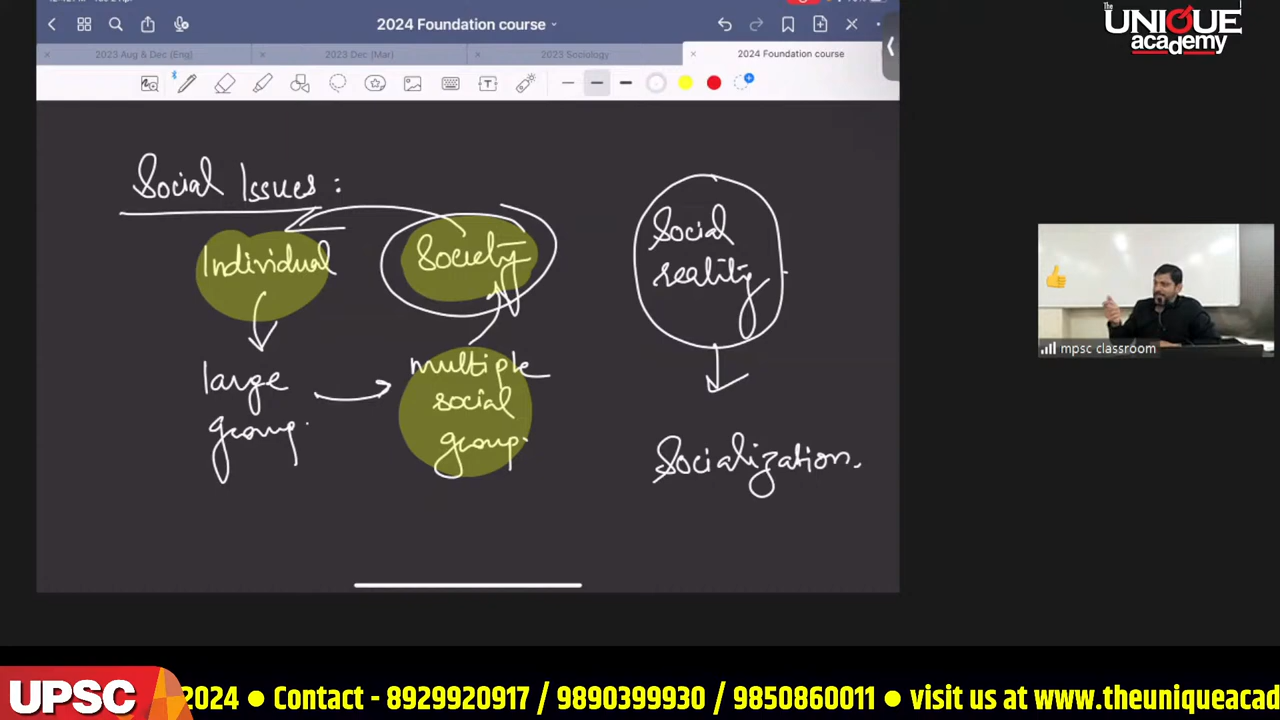 2024 Foundation course
The
UNIQUE
academy
2023 Aug & Dec (Eng)
2023 Dec (Mar)
2023 Sociology
2024 Foundation course
Social Issues :
Individual
Society
large
group.
multiple
social
group.
Social
reality
Socialization.
mpsc classroom
UPSC
2024 ● Contact - 8929920917 / 9890399930 / 9850860011 ● visit us at www.theuniqueacad